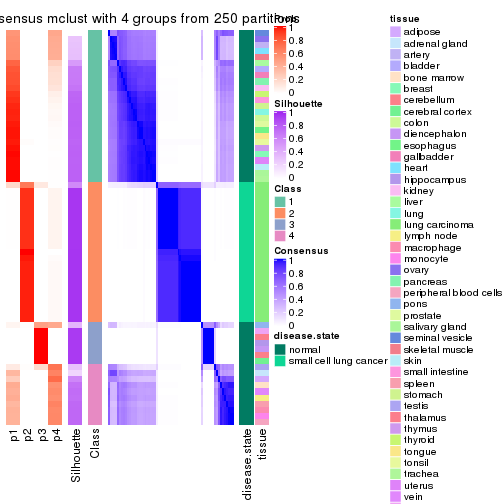 sensus mclust with 4 groups from 250 partitions
1
0.8
0.6
0.4
0.2
0
Silhouette
1
0.8
0.6
0.4
0.2
0
Class
1
2
3
4
Consensus
1
0.8
0.6
0.4
0.2
0
disease.state
normal
small cell lung cancer
tissue
adipose
adrenal gland
artery
bladder
bone marrow
breast
cerebellum
cerebral cortex
colon
diencephalon
esophagus
gallbadder
heart
hippocampus
kidney
liver
lung
lung carcinoma
lymph node
macrophage
monocyte
ovary
pancreas
peripheral blood cells
pons
prostate
salivary gland
seminal vesicle
skeletal muscle
skin
small intestine
spleen
stomach
testis
thalamus
thymus
thyroid
tongue
tonsil
trachea
uterus
vein
p1
p2
p3
p4
Silhouette
Class
disease.state
tissue